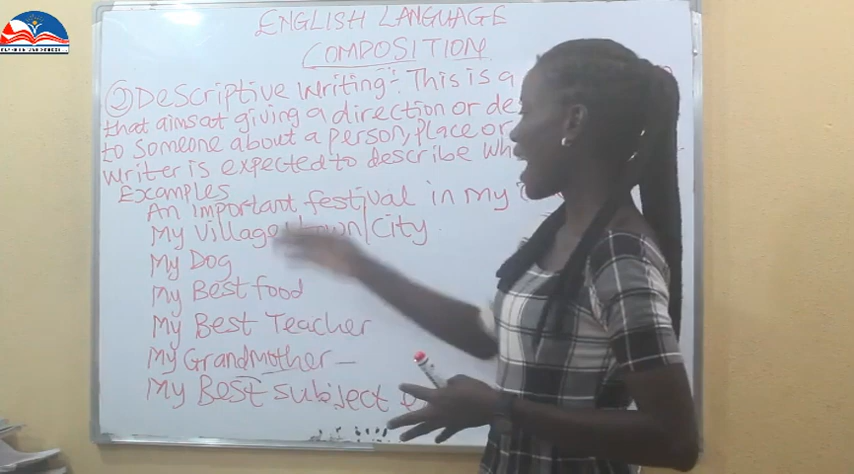 ENGLISH LANGUAGE
COMPOSITION
② Descriptive Writing:- This is a
that aims at giving a direction or
to someone about a person, place or
writer is expected to describe
Examples
An important festival in my
My village/town/City
My Dog
My Best food
My Best Teacher
My Grandmother —
My Best subject